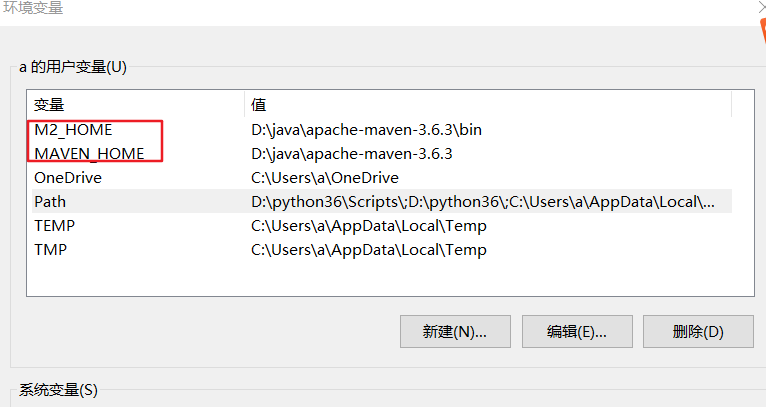 环境变量
a 的用户变量(U)
变量 值
M2_HOME D:\java\apache-maven-3.6.3\bin
MAVEN_HOME D:\java\apache-maven-3.6.3
OneDrive C:\Users\a\OneDrive
Path D:\python36\Scripts\;D:\python36\;C:\Users\a\AppData\Local\...
TEMP C:\Users\a\AppData\Local\Temp
TMP C:\Users\a\AppData\Local\Temp
新建(N)... 编辑(E)... 删除(D)
系统变量(S)